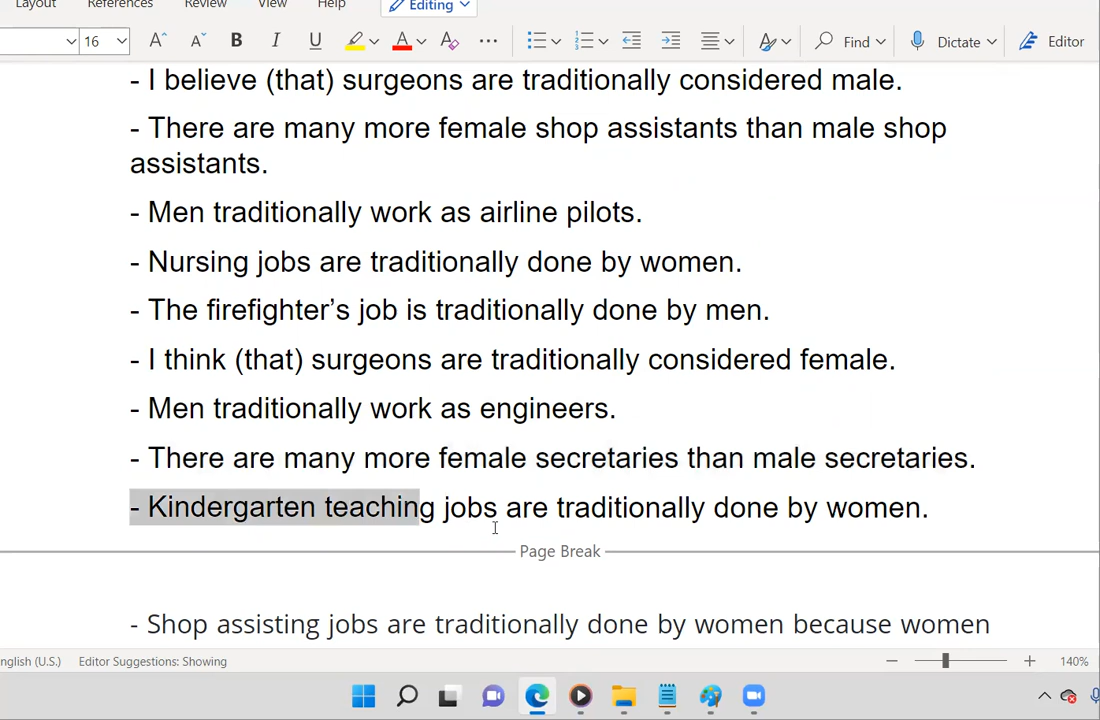 Layout References Review View Help Editing
16 A A B I U A A Find Dictate Editor
- I believe (that) surgeons are traditionally considered male.
- There are many more female shop assistants than male shop
assistants.
- Men traditionally work as airline pilots.
- Nursing jobs are traditionally done by women.
- The firefighter’s job is traditionally done by men.
- I think (that) surgeons are traditionally considered female.
- Men traditionally work as engineers.
- There are many more female secretaries than male secretaries.
- Kindergarten teaching jobs are traditionally done by women.
Page Break
- Shop assisting jobs are traditionally done by women because women
nglish (U.S.) Editor Suggestions: Showing 140%